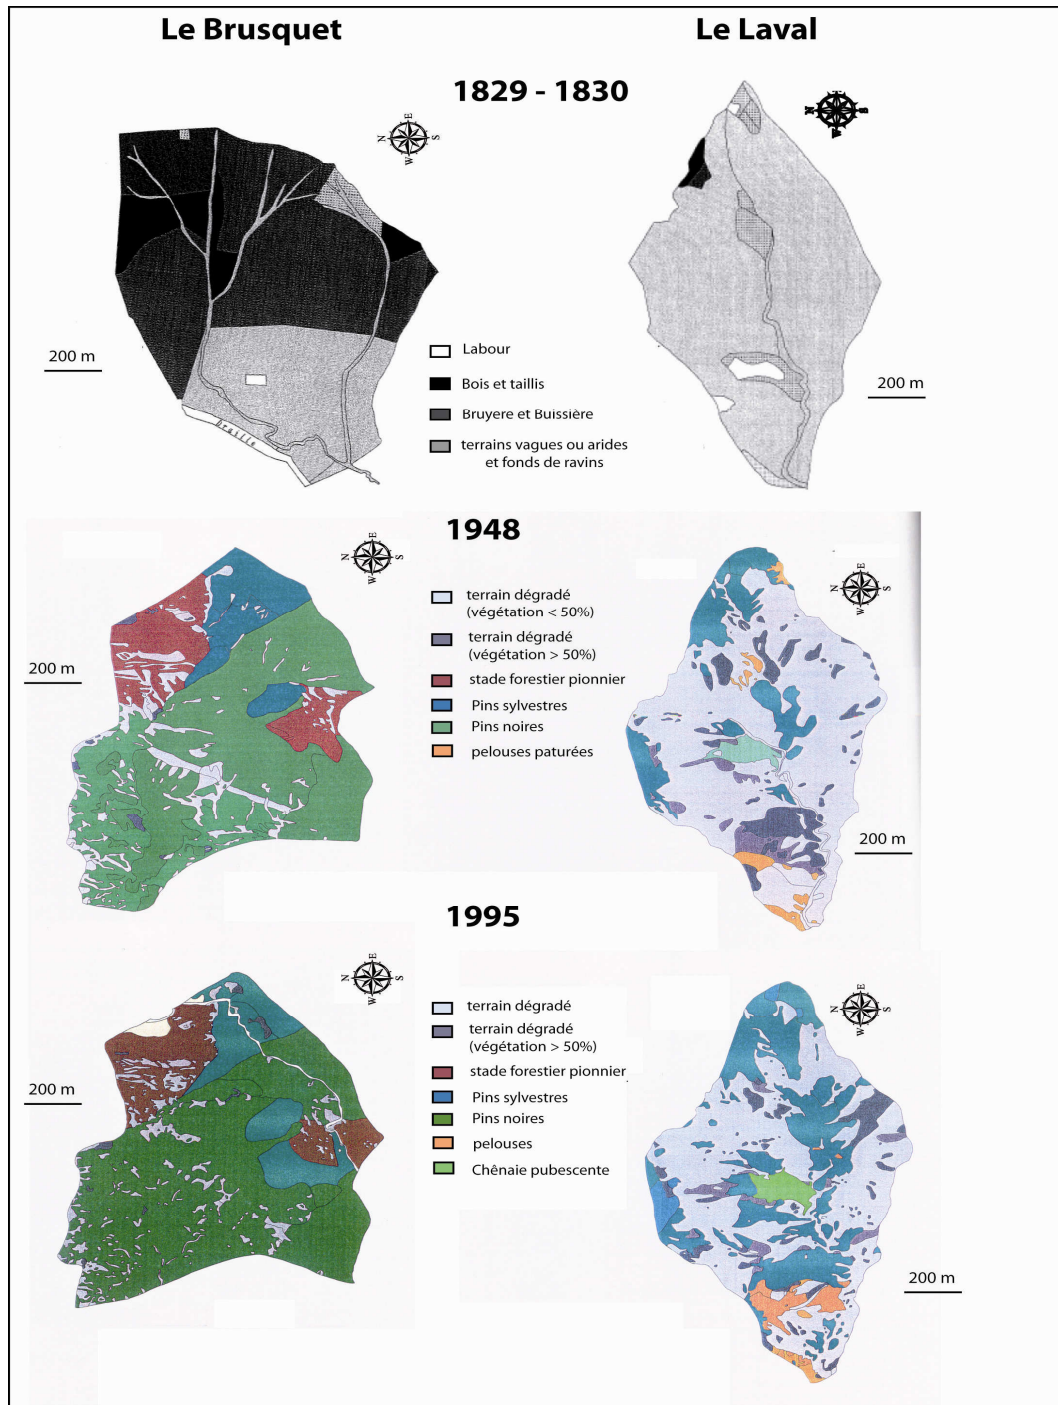 Le Brusquet
Le Laval
1829 - 1830
N
E
S
W
200 m
200 m
Labour
Bois et taillis
Bruyere et Buissière
terrains vagues ou arides
et fonds de ravins
draille
1948
N
E
S
W
N
E
S
W
200 m
200 m
terrain dégradé
(végétation < 50%)
terrain dégradé
(végétation > 50%)
stade forestier pionnier
Pins sylvestres
Pins noires
pelouses paturées
1995
N
E
S
W
N
E
S
W
200 m
200 m
terrain dégradé
terrain dégradé
(végétation > 50%)
stade forestier pionnier
Pins sylvestres
Pins noires
pelouses
Chênaie pubescente